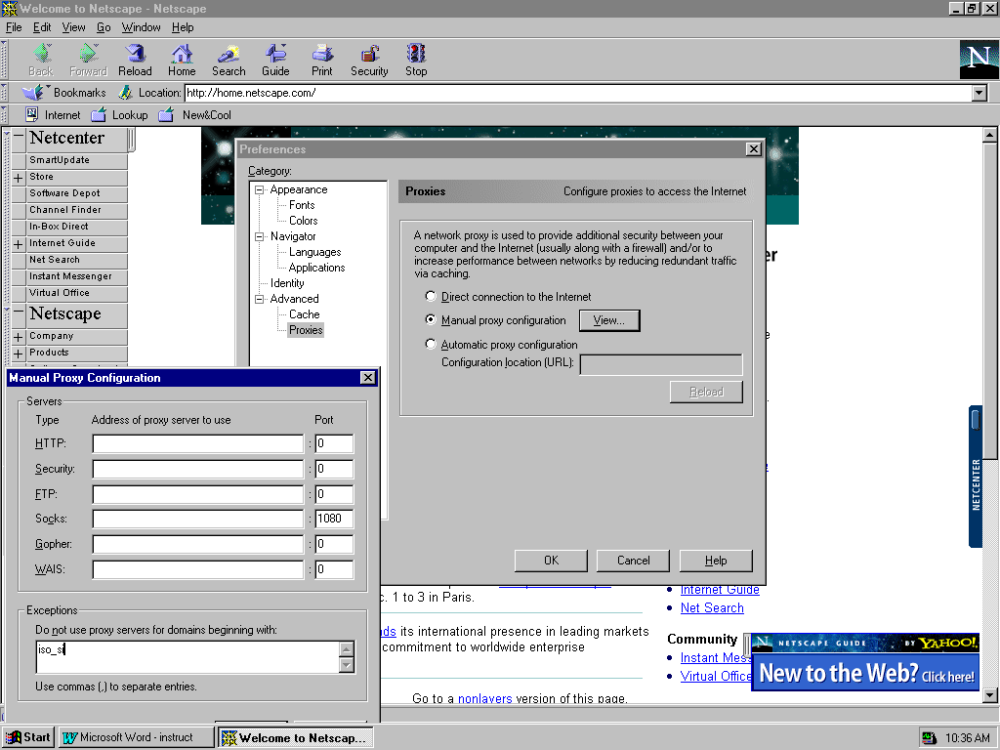 Welcome to Netscape - Netscape
File Edit View Go Window Help
Back Forward Reload Home Search Guide Print Security Stop
N
Bookmarks Location: http://home.netscape.com/
Internet Lookup New&Cool
Netcenter
SmartUpdate
Store
Software Depot
Channel Finder
In-Box Direct
Internet Guide
Net Search
Instant Messenger
Virtual Office
Netscape
Company
Products
Preferences
Category:
Appearance
Fonts
Colors
Navigator
Languages
Applications
Identity
Advanced
Cache
Proxies
Proxies Configure proxies to access the Internet
A network proxy is used to provide additional security between your
computer and the Internet (usually along with a firewall) and/or to
increase performance between networks by reducing redundant traffic
via caching.
Direct connection to the Internet
Manual proxy configuration View...
Automatic proxy configuration
Configuration location (URL):
Reload
OK Cancel Help
er
Manual Proxy Configuration
Servers
Type Address of proxy server to use Port
HTTP: : 0
Security: : 0
FTP: : 0
Socks: : 1080
Gopher: : 0
WAIS: : 0
Exceptions
Do not use proxy servers for domains beginning with:
iso_si
Use commas (,) to separate entries.
c. 1 to 3 in Paris.
nds its international presence in leading markets
commitment to worldwide enterprise
Go to a nonlayers version of this page.
Internet Guide
Net Search
Community
Instant Mess
Virtual Office
NETCENTER
N NETSCAPE GUIDE BY YAHOO!
New to the Web? Click here!
Start Microsoft Word - instruct Welcome to Netscap... 10:36 AM